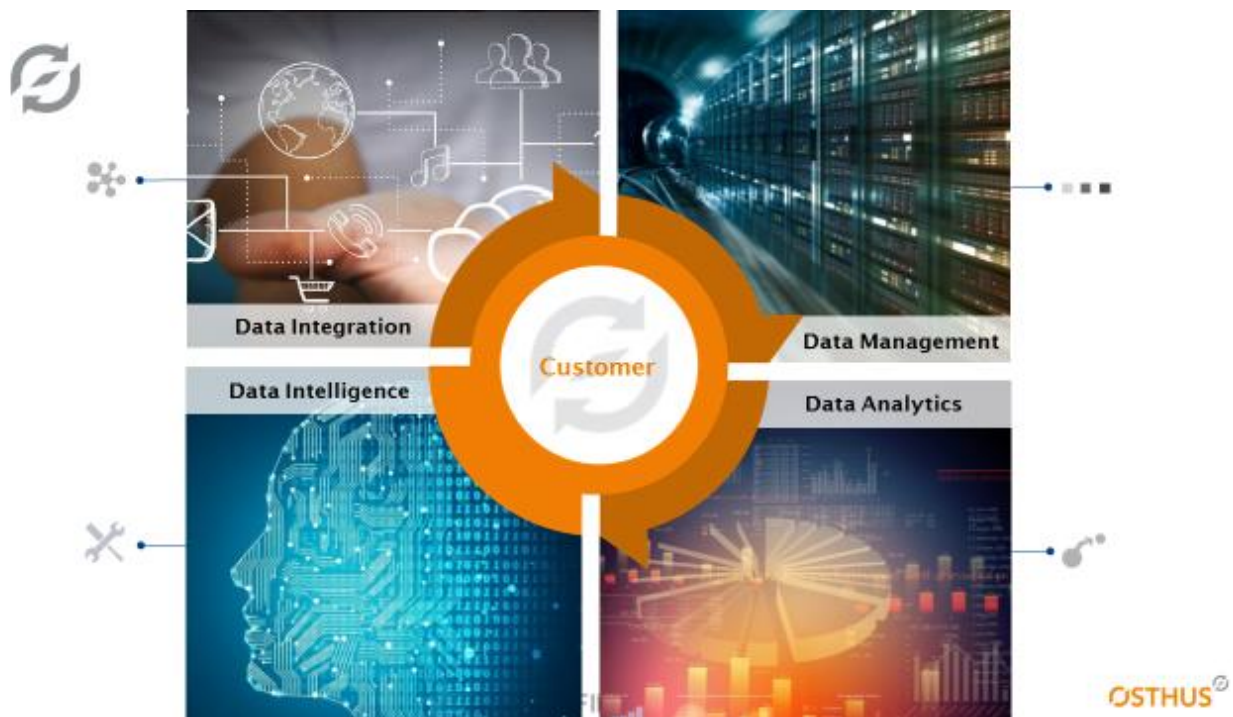 Data Integration
Data Management
Customer
Data Intelligence
Data Analytics
OSTHUS